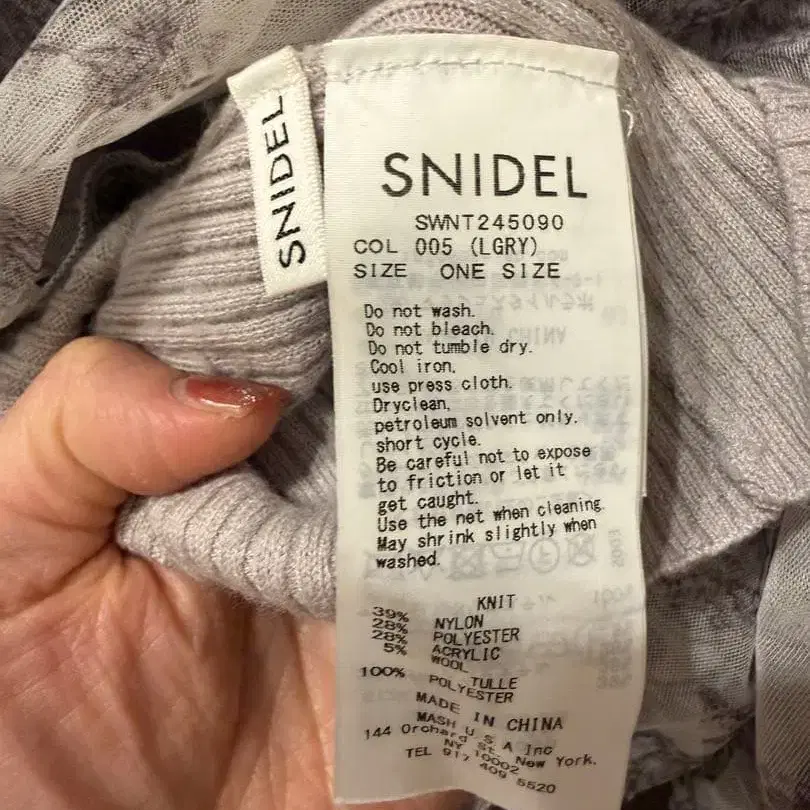 SNIDEL
SNIDEL
SWNT245090
COL 005 (LGRY)
SIZE ONE SIZE
Do not wash.
Do not bleach.
Do not tumble dry.
Cool iron.
use press cloth.
Dryclean,
petroleum solvent only.
short cycle.
Be careful not to expose
to friction or let it
get caught.
Use the net when cleaning.
May shrink slightly when
washed.
KNIT
39% NYLON
28% POLYESTER
28% ACRYLIC
5% WOOL
TULLE
100% POLYESTER
MADE IN CHINA
MASH U S A Inc
144 Orchard St. New York.
NY 10002
TEL 917 409 5520